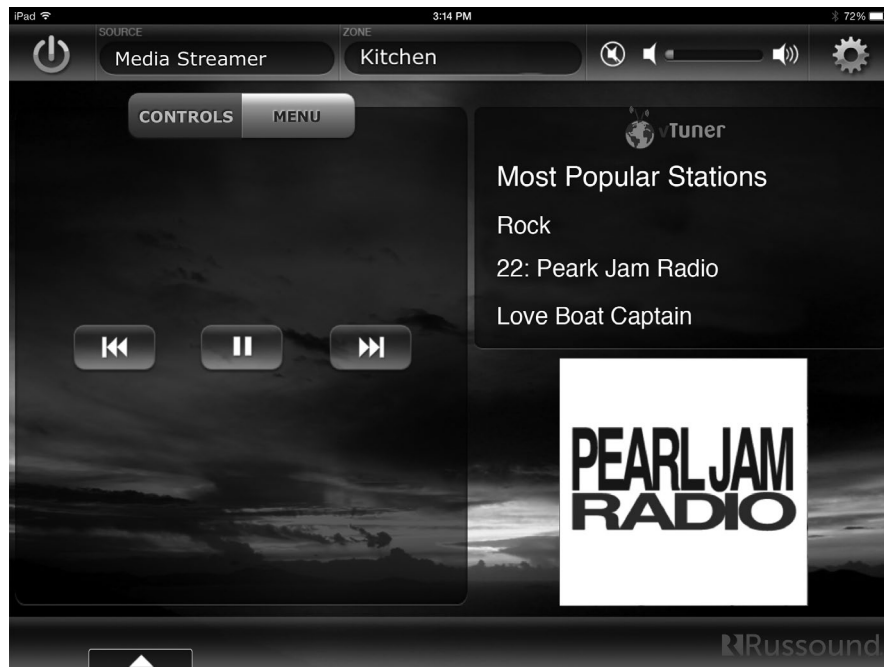 iPad 3:14 PM 72%
SOURCE ZONE
Media Streamer Kitchen
CONTROLS MENU
vTuner
Most Popular Stations
Rock
22: Peark Jam Radio
Love Boat Captain
PEARL JAM
RADIO
Russound